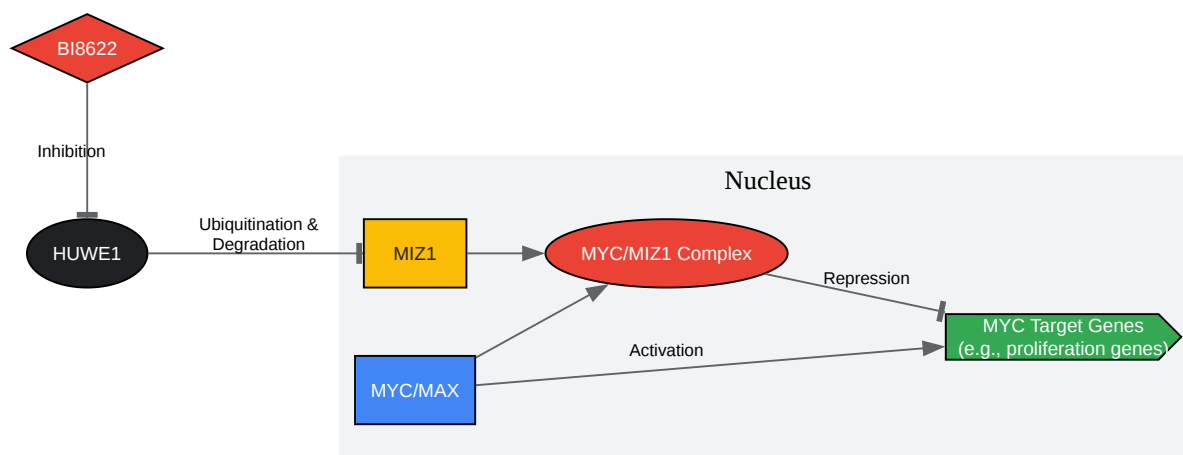 BI8622
Inhibition
Nucleus
Ubiquitination &
Degradation
HUWE1
MIZ1
MYC/MIZ1 Complex
Repression
MYC Target Genes
(e.g., proliferation genes)
Activation
MYC/MAX